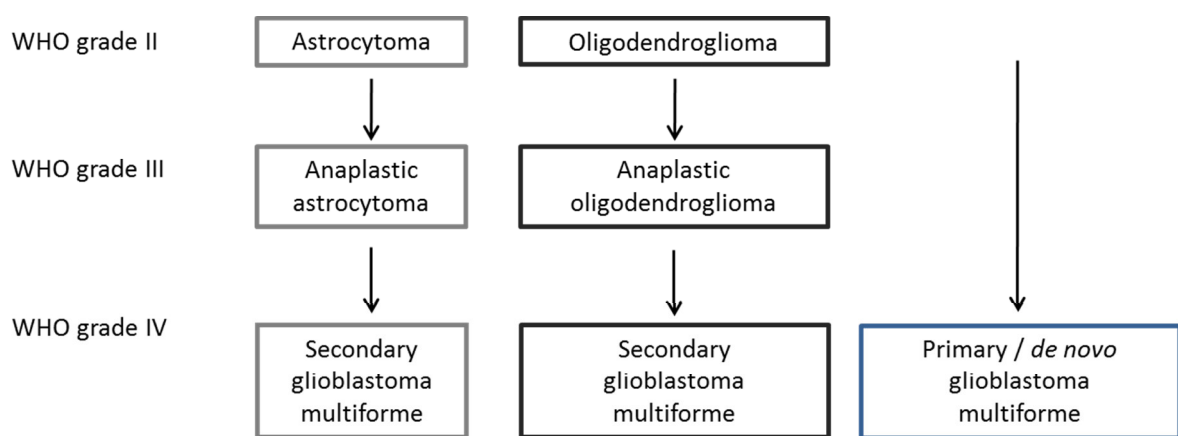 WHO grade II
Astrocytoma
Oligodendroglioma
WHO grade III
Anaplastic
astrocytoma
Anaplastic
oligodendroglioma
WHO grade IV
Secondary
glioblastoma
multiforme
Secondary
glioblastoma
multiforme
Primary / de novo
glioblastoma
multiforme